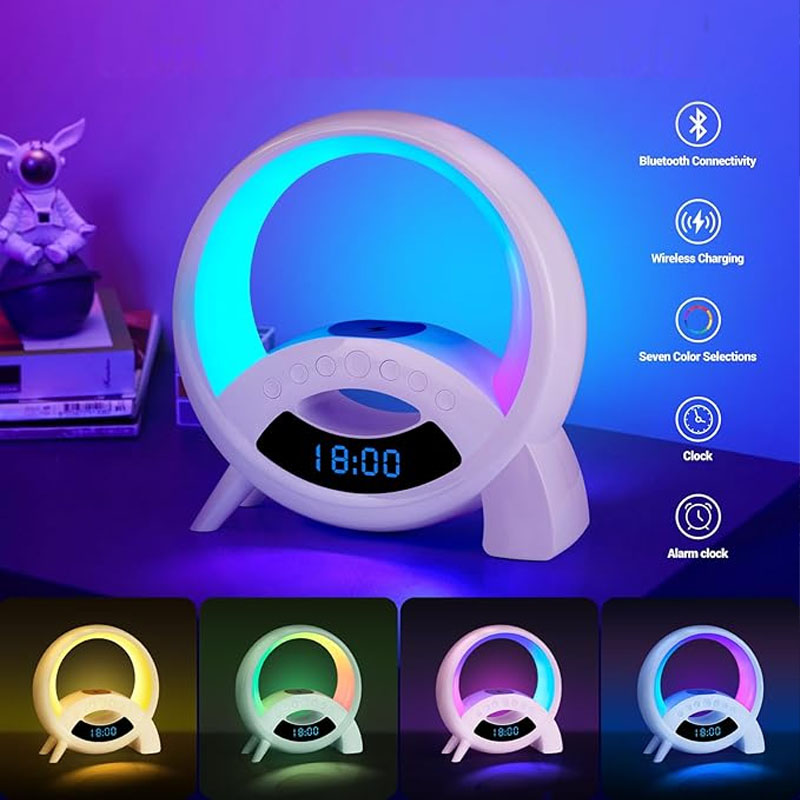 Bluetooth Connectivity
Wireless Charging
Seven Color Selections
Clock
Alarm clock
18:00
18:00
18:00
18:00
18:00